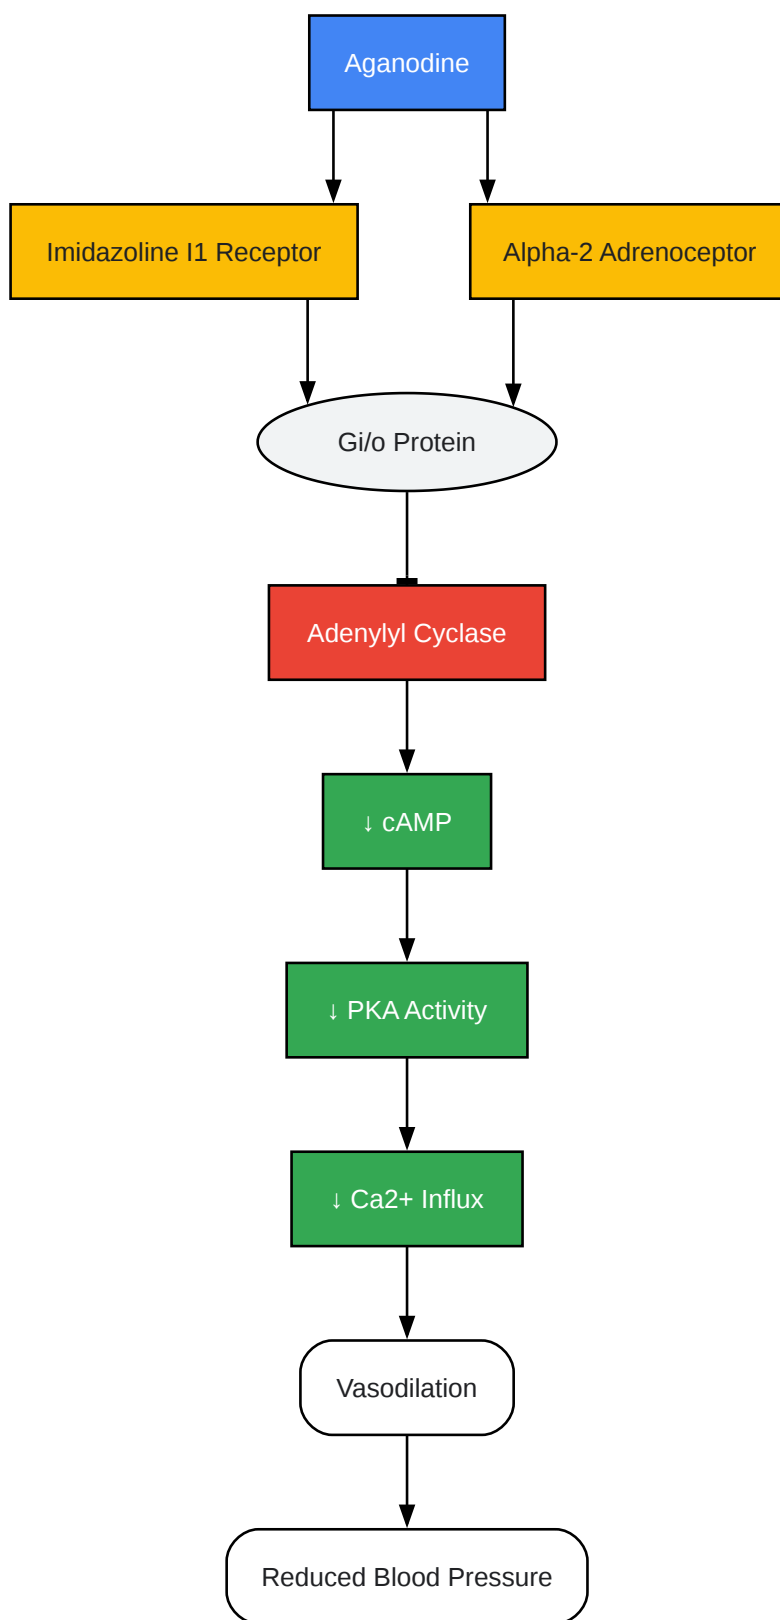 Aganodine
Imidazoline I1 Receptor
Alpha-2 Adrenoceptor
Gi/o Protein
Adenylyl Cyclase
↓ cAMP
↓ PKA Activity
↓ Ca2+ Influx
Vasodilation
Reduced Blood Pressure